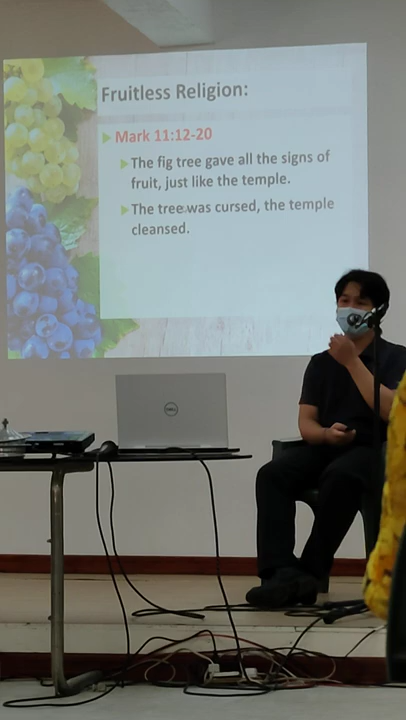 Fruitless Religion:
Mark 11:12-20
The fig tree gave all the signs of
fruit, just like the temple.
The tree was cursed, the temple
cleansed.
DELL